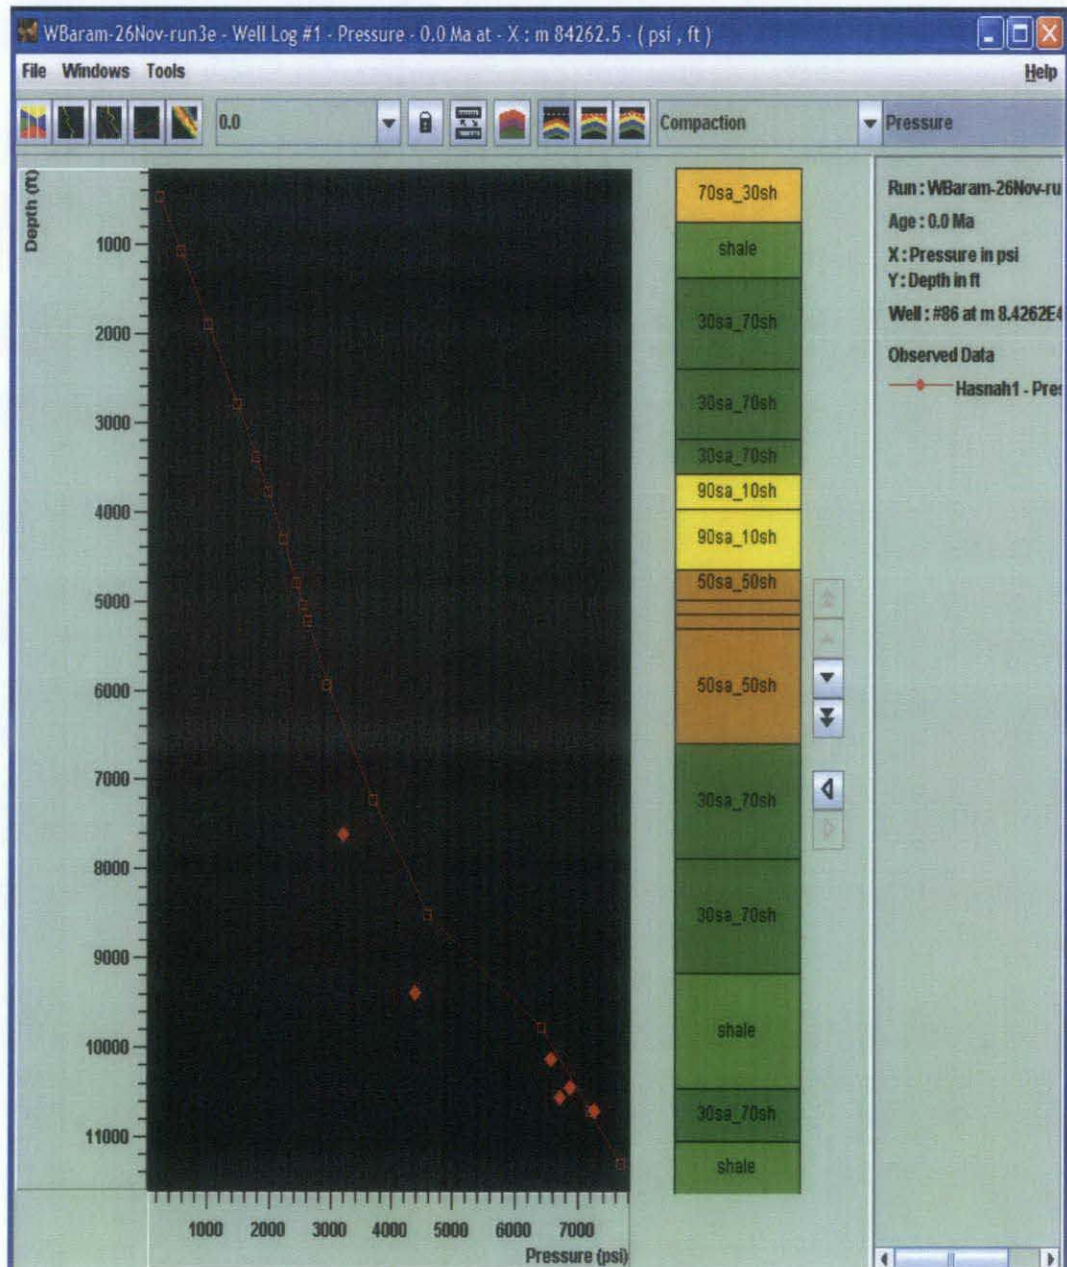 WBaram-26Nov-run3e - Well Log #1 - Pressure - 0.0 Ma at - X : m 84262.5 - ( psi , ft )
File Windows Tools Help
0.0 Compaction Pressure
Depth (ft)
1000
2000
3000
4000
5000
6000
7000
8000
9000
10000
11000
1000 2000 3000 4000 5000 6000 7000
Pressure (psi)
70sa_30sh
shale
30sa_70sh
30sa_70sh
30sa_70sh
90sa_10sh
90sa_10sh
50sa_50sh
50sa_50sh
30sa_70sh
30sa_70sh
shale
30sa_70sh
shale
Run : WBaram-26Nov-ru
Age : 0.0 Ma
X : Pressure in psi
Y : Depth in ft
Well : #86 at m 8.4262E4
Observed Data
Hasnah1 - Pres